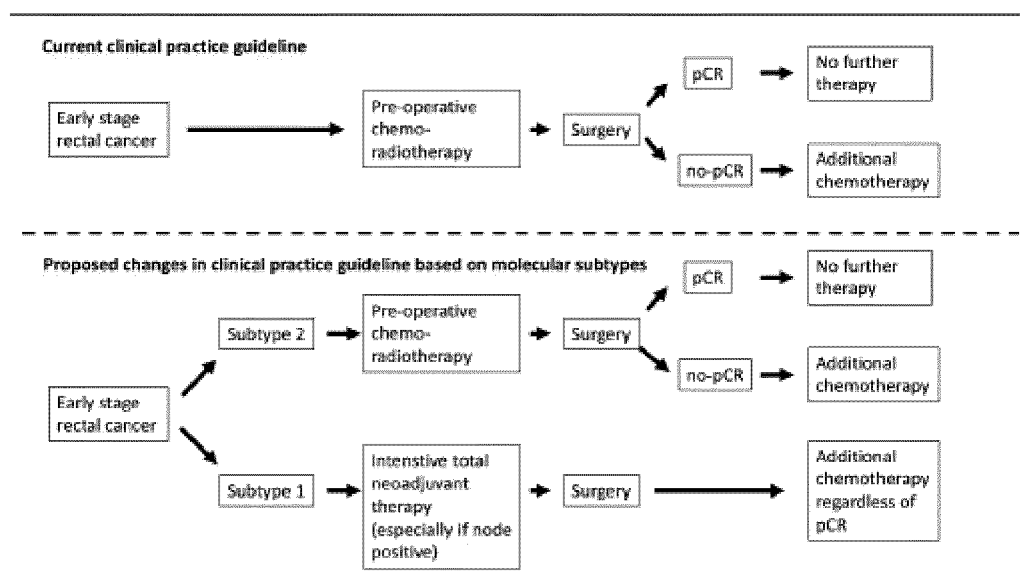 Current clinical practice guideline
Early stage
rectal cancer
Pre-operative
chemo-
radiotherapy
Surgery
pCR
No further
therapy
no-pCR
Additional
chemotherapy
Proposed changes in clinical practice guideline based on molecular subtypes
Early stage
rectal cancer
Subtype 2
Pre-operative
chemo-
radiotherapy
Surgery
pCR
No further
therapy
no-pCR
Additional
chemotherapy
Subtype 1
Intenstive total
neoadjuvant
therapy
(especially if node
positive)
Surgery
Additional
chemotherapy
regardless of
pCR